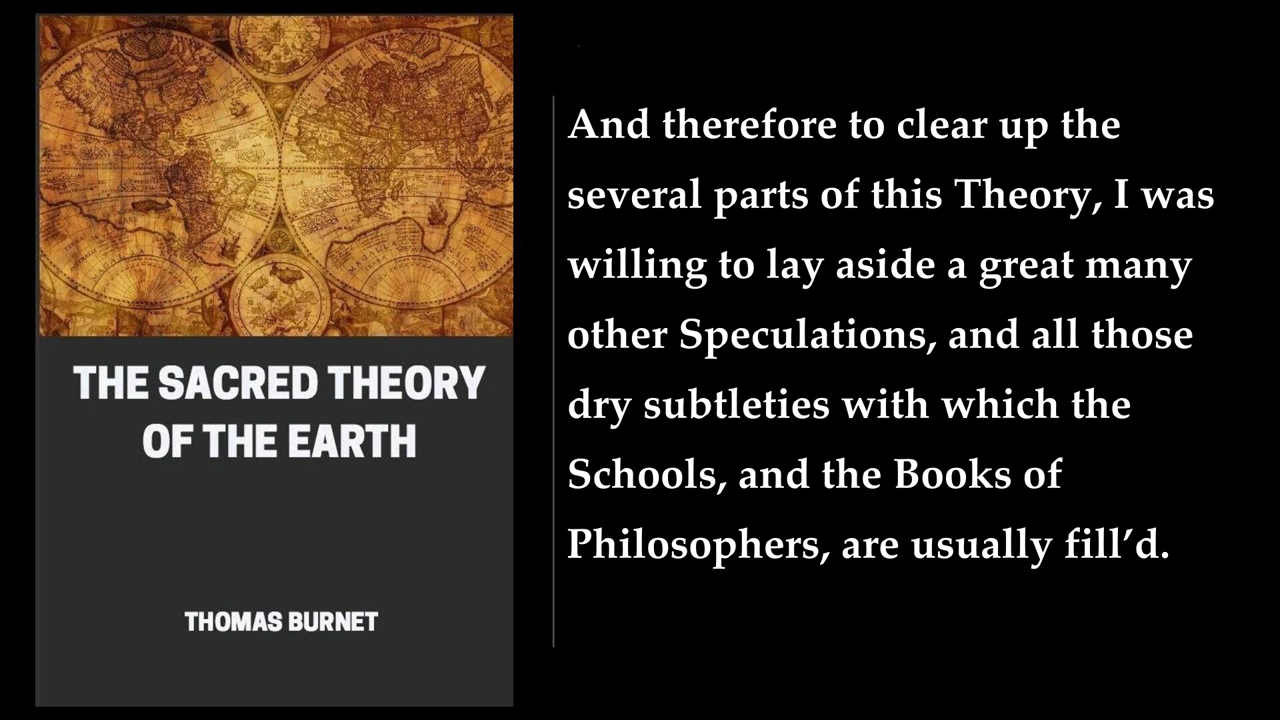 THE SACRED THEORY
OF THE EARTH
THOMAS BURNET
And therefore to clear up the
several parts of this Theory, I was
willing to lay aside a great many
other Speculations, and all those
dry subtleties with which the
Schools, and the Books of
Philosophers, are usually fill’d.